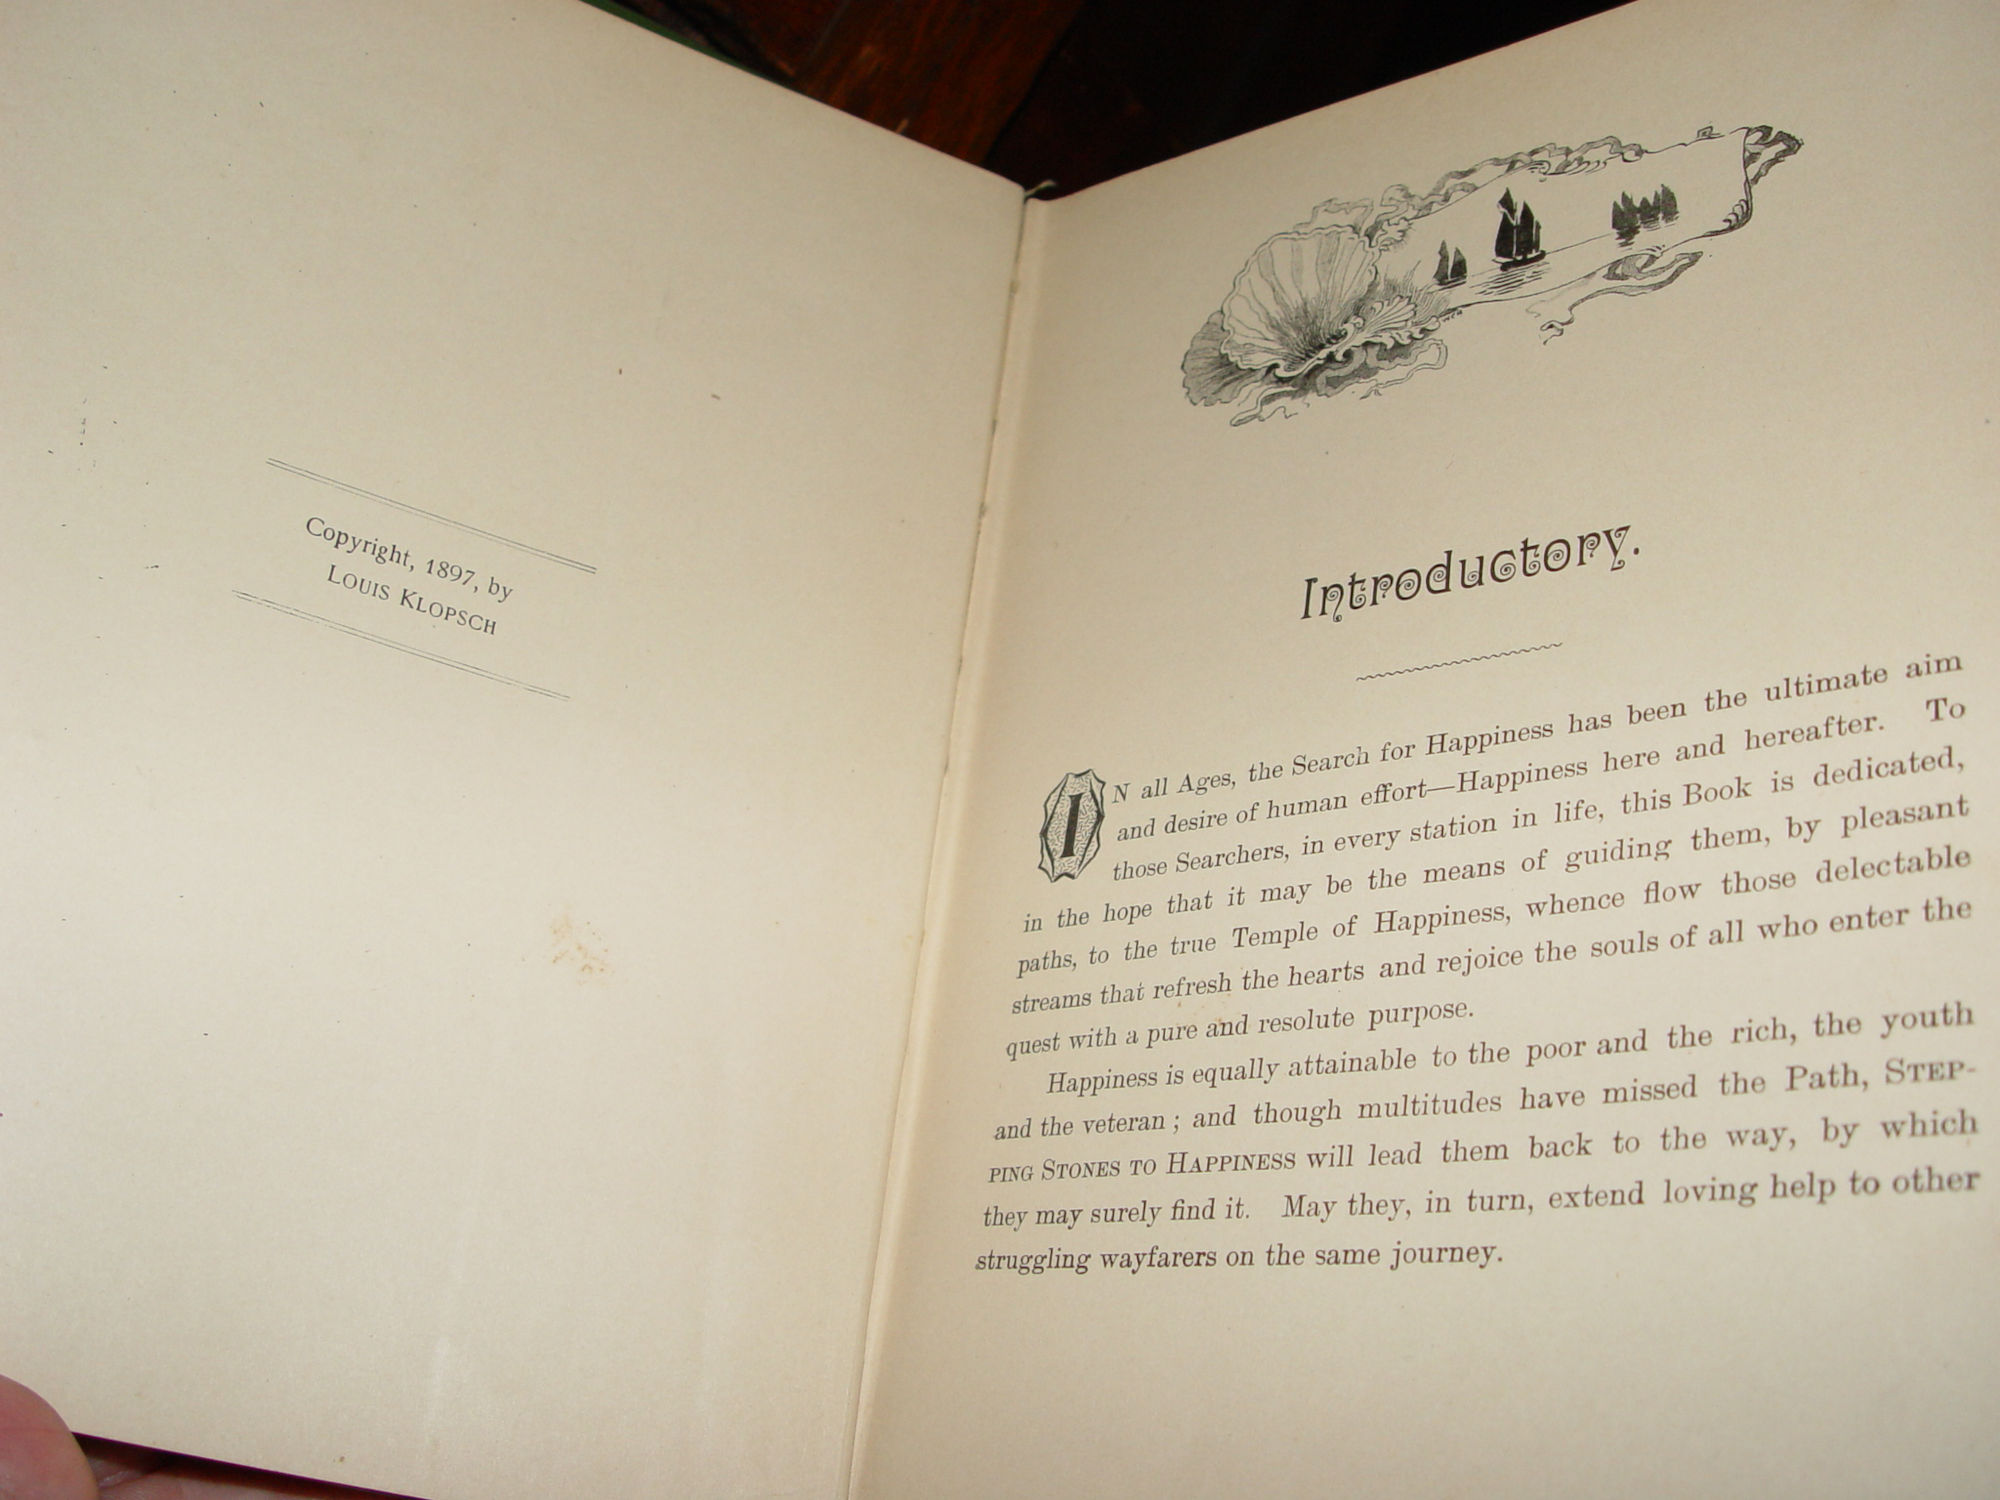 Copyright, 1897, by
LOUIS KLOPSCH
Introductory.
IN all Ages, the Search for Happiness has been the ultimate aim
and desire of human effort—Happiness here and hereafter. To
those Searchers, in every station in life, this Book is dedicated,
in the hope that it may be the means of guiding them, by pleasant
paths, to the true Temple of Happiness, whence flow those delectable
streams that refresh the hearts and rejoice the souls of all who enter the
quest with a pure and resolute purpose.
Happiness is equally attainable to the poor and the rich, the youth
and the veteran; and though multitudes have missed the Path, STEP-
PING STONES TO HAPPINESS will lead them back to the way, by which
they may surely find it. May they, in turn, extend loving help to other
struggling wayfarers on the same journey.